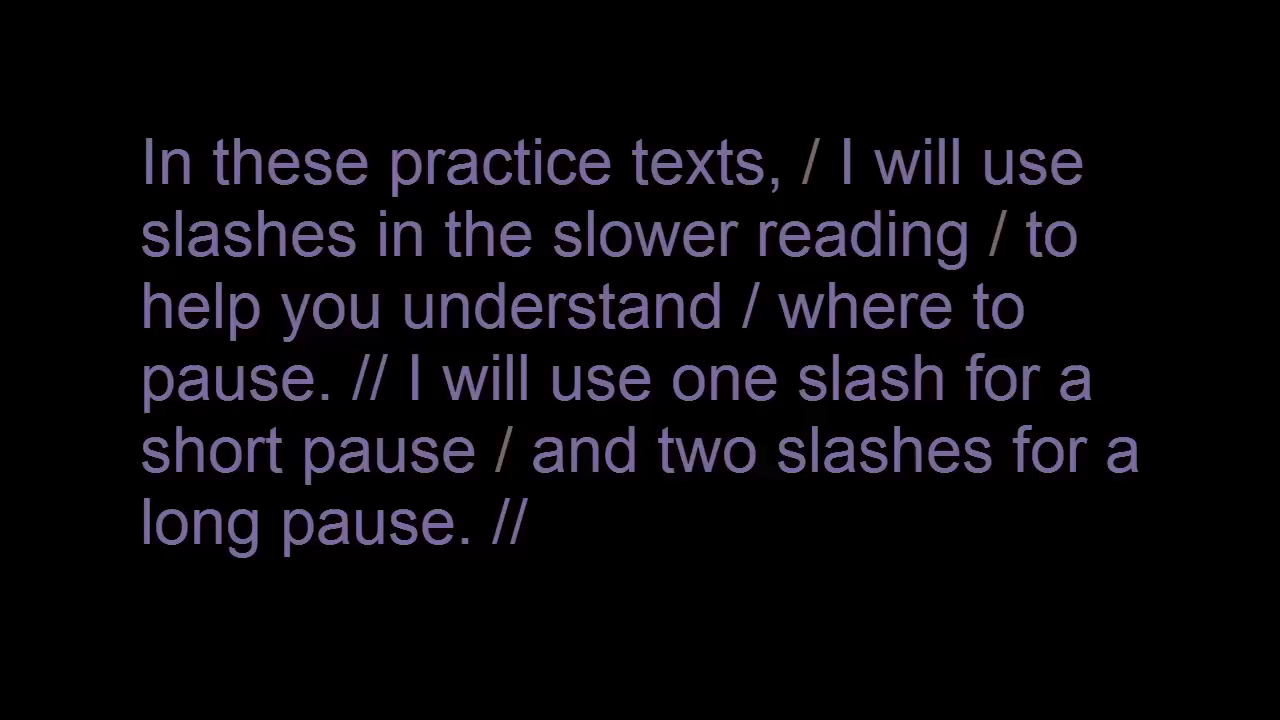 In these practice texts, / I will use
slashes in the slower reading / to
help you understand / where to
pause. // I will use one slash for a
short pause / and two slashes for a
long pause. //